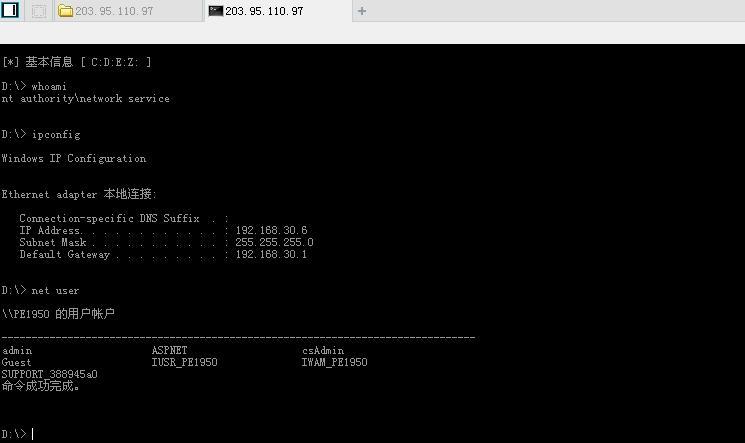 203.95.110.97 203.95.110.97 +
[*] 基本信息 [ C:D:E:Z: ]
D:\> whoami
nt authority\network service
D:\> ipconfig
Windows IP Configuration
Ethernet adapter 本地连接:
Connection-specific DNS Suffix . :
IP Address. . . . . . . . . . . . : 192.168.30.6
Subnet Mask . . . . . . . . . . . : 255.255.255.0
Default Gateway . . . . . . . . . : 192.168.30.1
D:\> net user
\\PE1950 的用户帐户
-------------------------------------------------------------------------------
admin ASPNET csAdmin
Guest IUSR_PE1950 IWAM_PE1950
SUPPORT_388945a0
命令成功完成。
D:\>